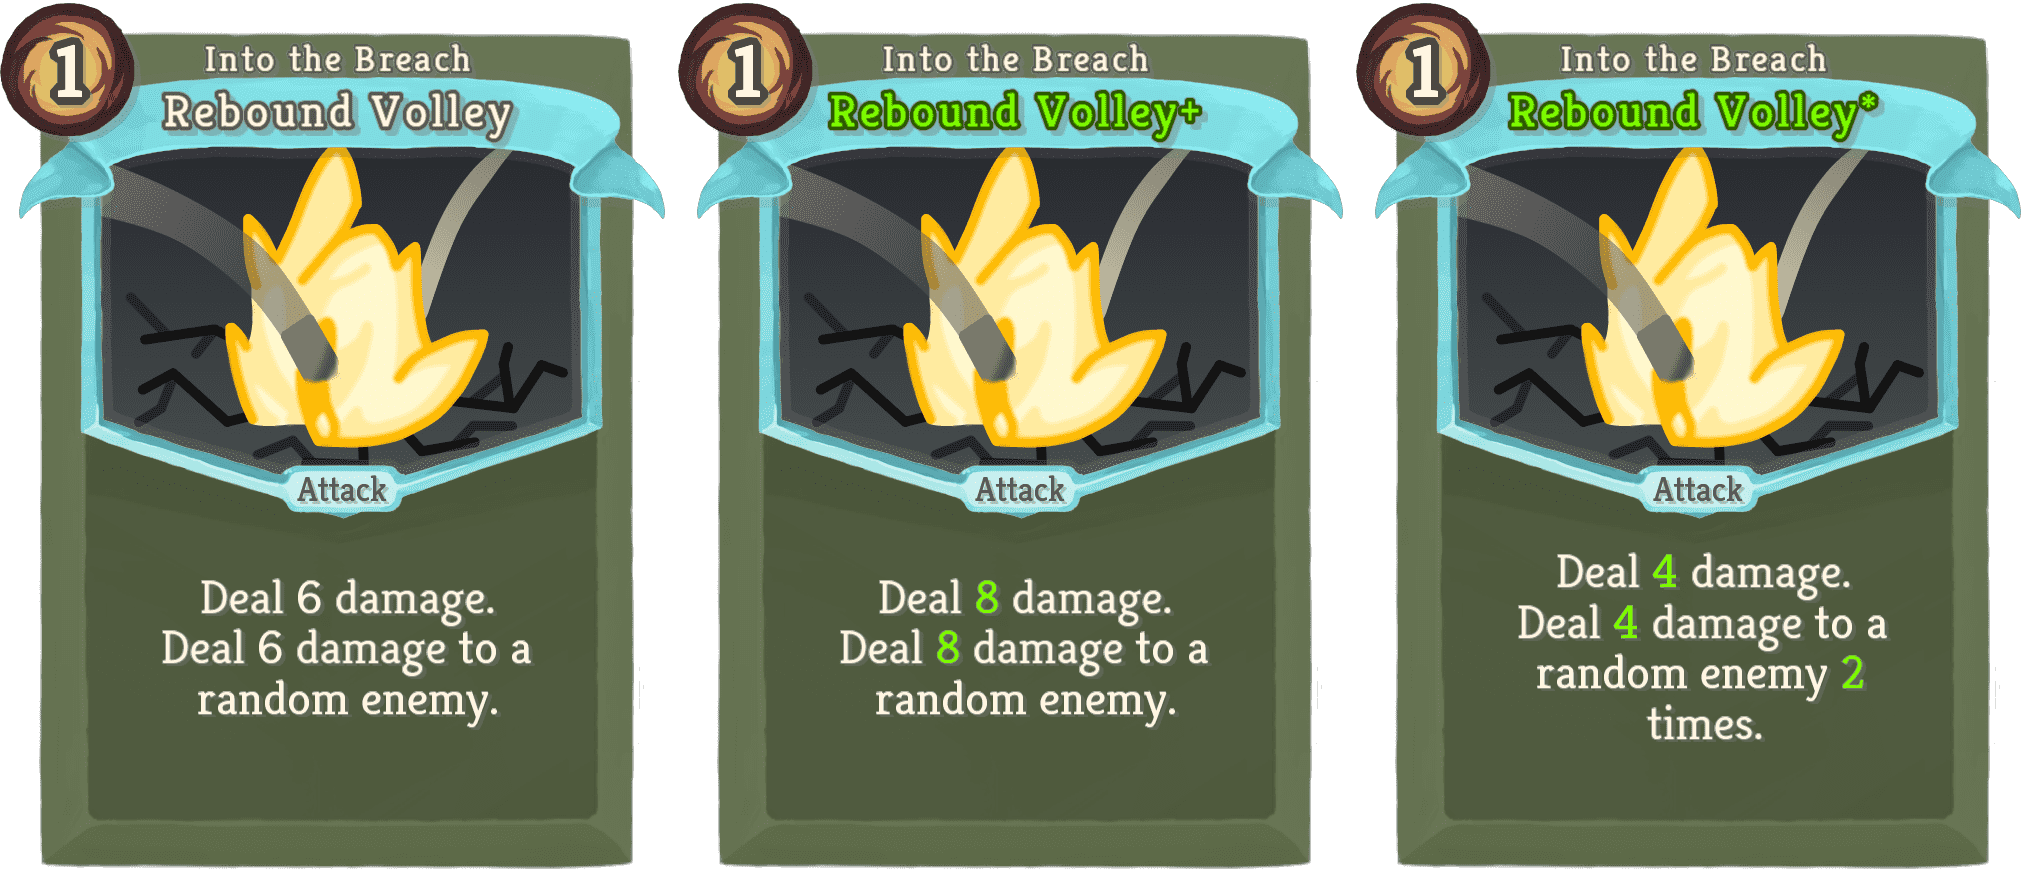 1
Into the Breach
Rebound Volley
Attack
Deal 6 damage.
Deal 6 damage to a
random enemy.
1
Into the Breach
Rebound Volley+
Attack
Deal 8 damage.
Deal 8 damage to a
random enemy.
1
Into the Breach
Rebound Volley*
Attack
Deal 4 damage.
Deal 4 damage to a
random enemy 2
times.